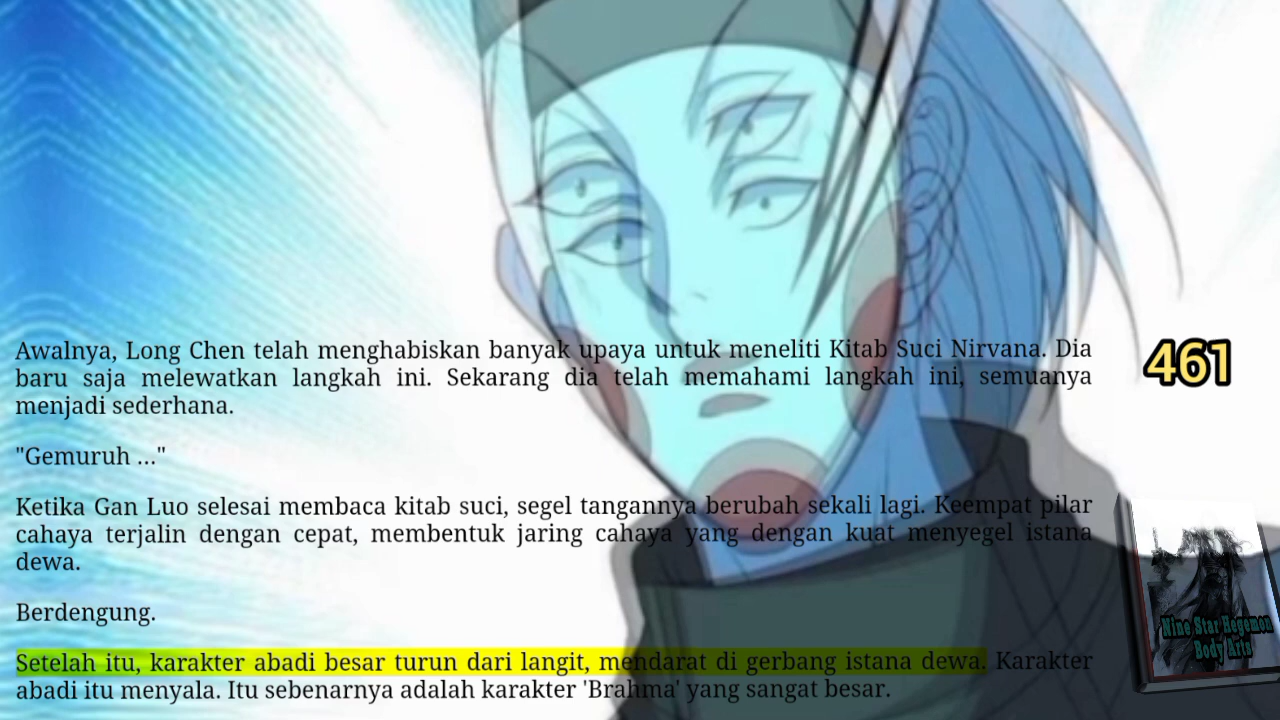 Awalnya, Long Chen telah menghabiskan banyak upaya untuk meneliti Kitab Suci Nirvana. Dia
baru saja melewatkan langkah ini. Sekarang dia telah memahami langkah ini, semuanya
menjadi sederhana.
"Gemuruh ..."
Ketika Gan Luo selesai membaca kitab suci, segel tangannya berubah sekali lagi. Keempat pilar
cahaya terjalin dengan cepat, membentuk jaring cahaya yang dengan kuat menyegel istana
dewa.
Berdengung.
Setelah itu, karakter abadi besar turun dari langit, mendarat di gerbang istana dewa. Karakter
abadi itu menyala. Itu sebenarnya adalah karakter 'Brahma' yang sangat besar.
461
Nine Star Hegemon
Body Arts